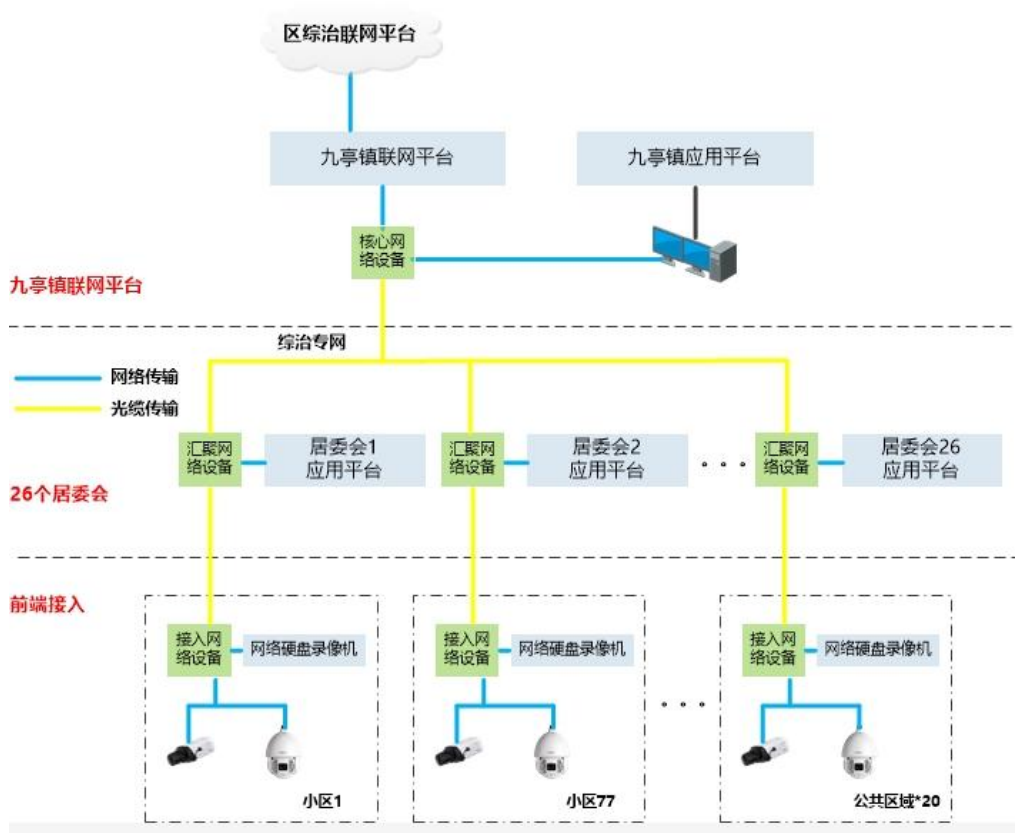 区综治联网平台
九亭镇联网平台
九亭镇应用平台
核心网
络设备
九亭镇联网平台
综治专网
网络传输
光缆传输
汇聚网
络设备
居委会1
应用平台
汇聚网
络设备
居委会2
应用平台
汇聚网
络设备
居委会26
应用平台
26个居委会
前端接入
接入网
络设备
网络硬盘录像机
接入网
络设备
网络硬盘录像机
接入网
络设备
网络硬盘录像机
小区1
小区77
公共区域*20